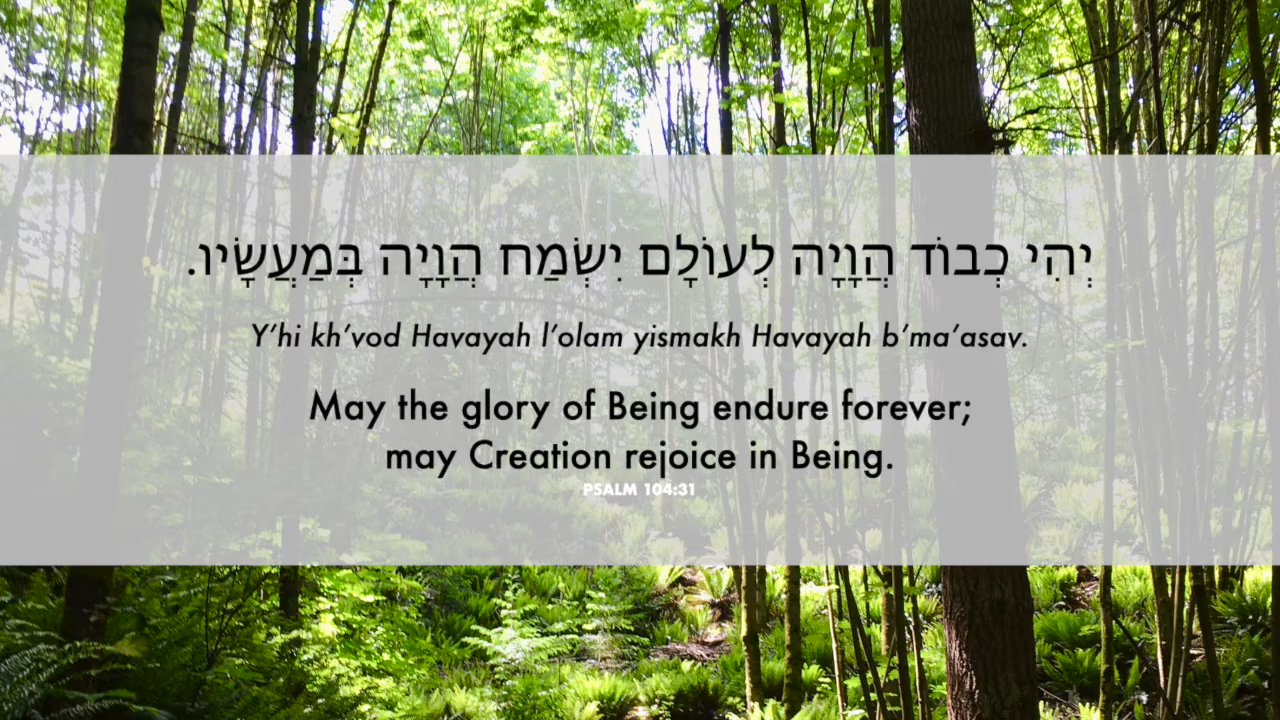 יְהִי כְבוֹד הֲוָיָה לְעוֹלָם יִשְׂמַח הֲוָיָה בְּמַעֲשָׂיו.
Y’hi kh’vod Havayah l’olam yismakh Havayah b’ma’asav.
May the glory of Being endure forever;
may Creation rejoice in Being.
PSALM 104:31